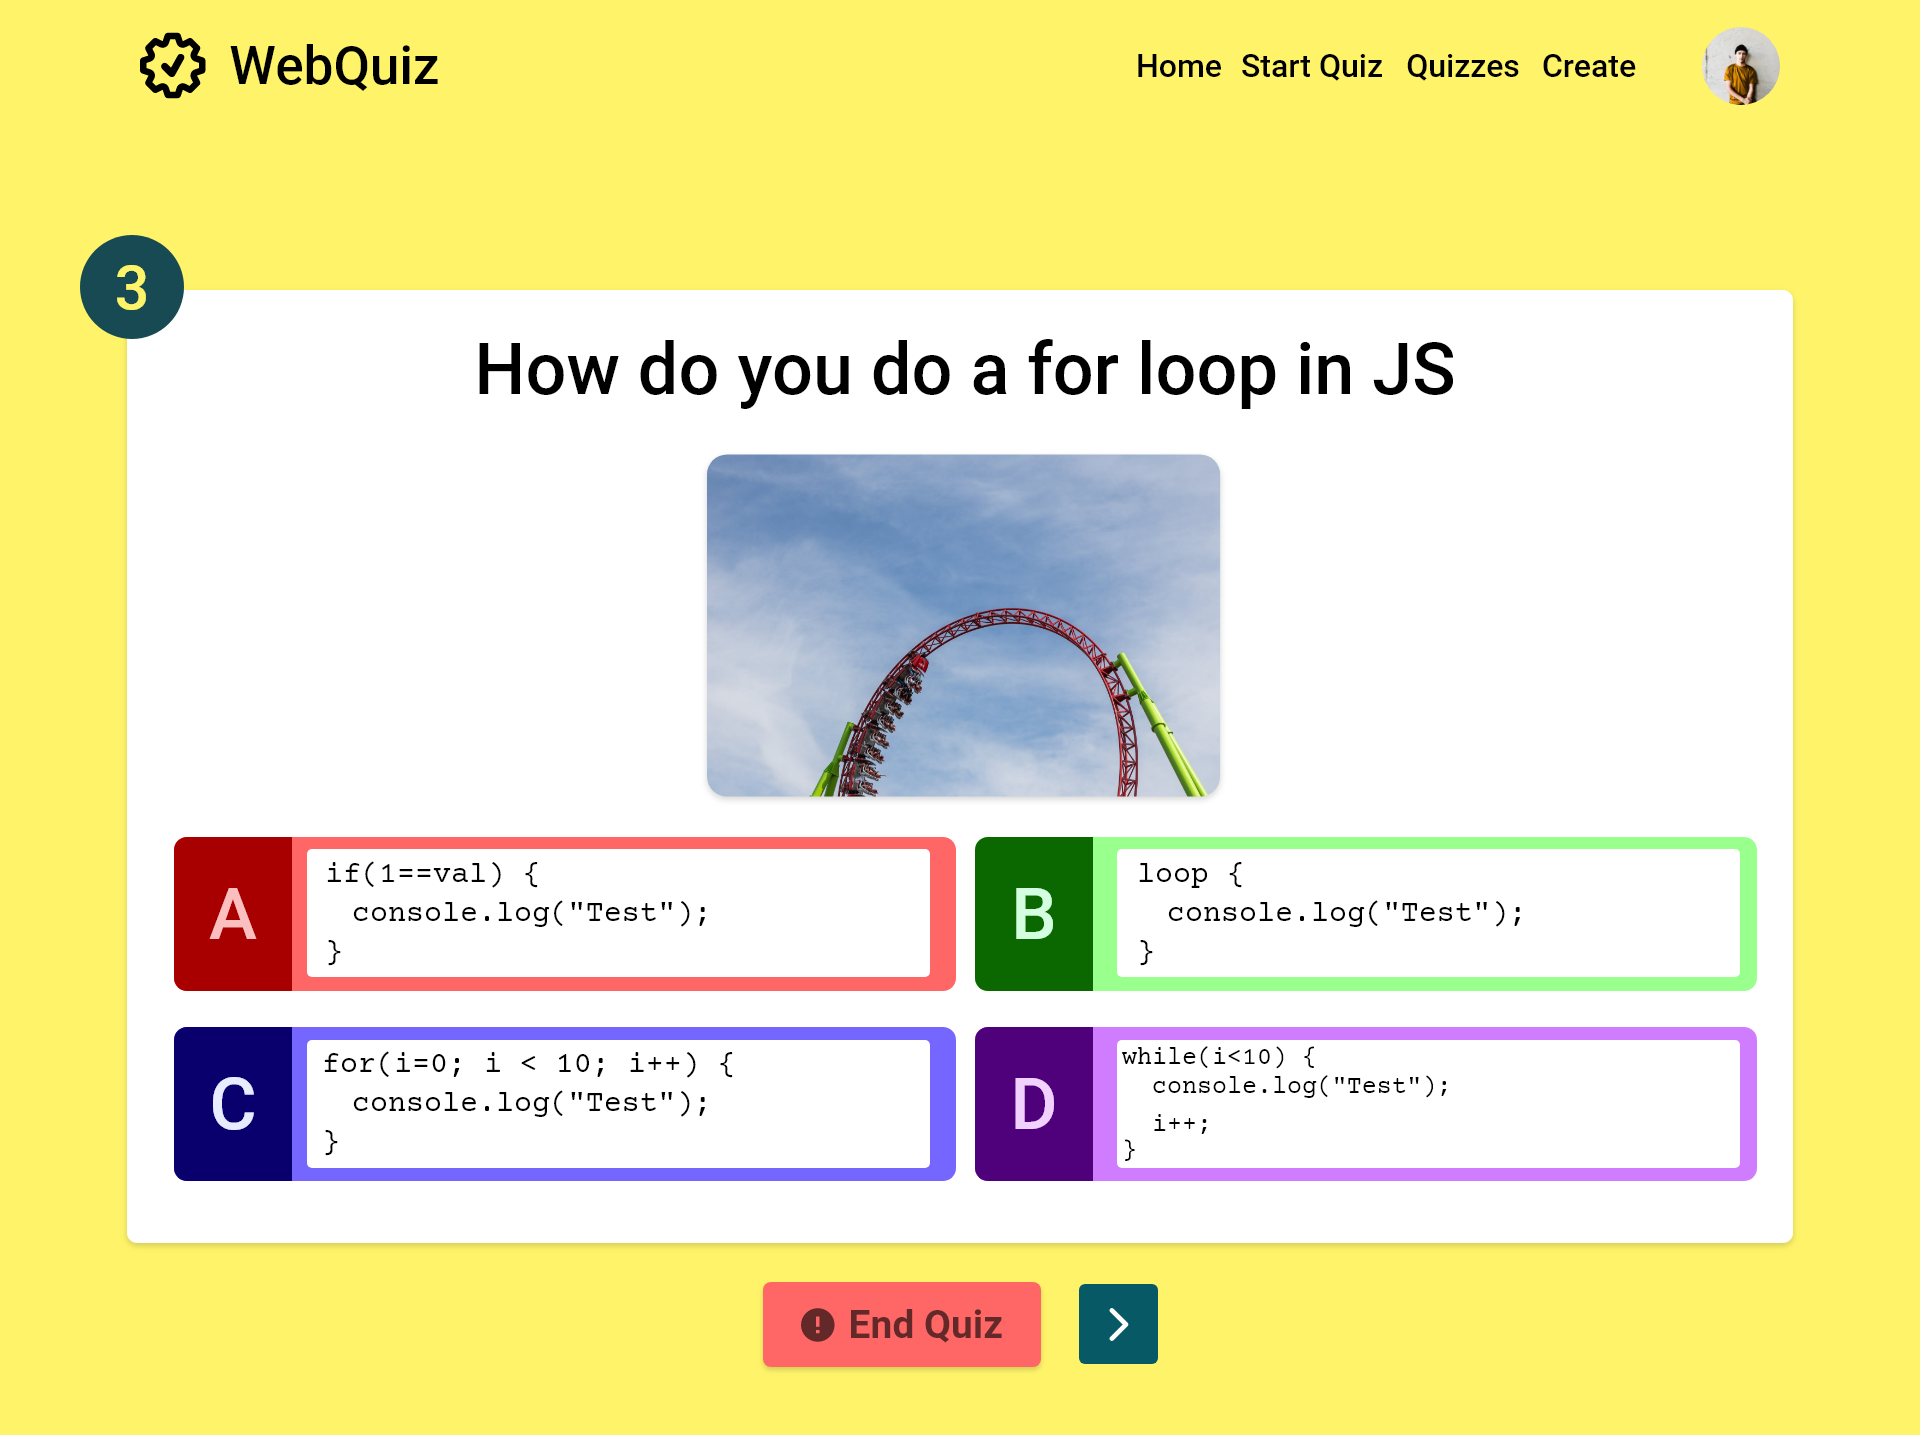 WebQuiz
Home Start Quiz Quizzes Create
3
How do you do a for loop in JS
A
if(1==val) {
console.log("Test");
}
B
loop {
console.log("Test");
}
C
for(i=0; i < 10; i++) {
console.log("Test");
}
D
while(i<10) {
console.log("Test");
i++;
}
End Quiz